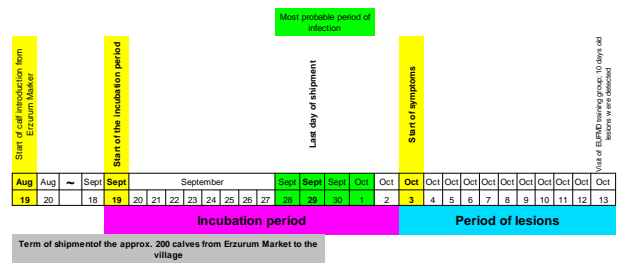 Most probable period of
infection
Start of calf introduction from
Erzurum Marker
Start of the incubation period
Last day of shipment
Start of symptoms
Visit of EUFMD training group; 10 days old
lesions were detected
Aug Aug ~ Sept Sept September Sept Sept Sept Oct Oct Oct Oct Oct Oct Oct Oct Oct Oct Oct Oct Oct
19 20 18 19 20 21 22 23 24 25 26 27 28 29 30 1 2 3 4 5 6 7 8 9 10 11 12 13
Incubation period Period of lesions
Term of shipmentof the approx. 200 calves from Erzurum Market to the
village